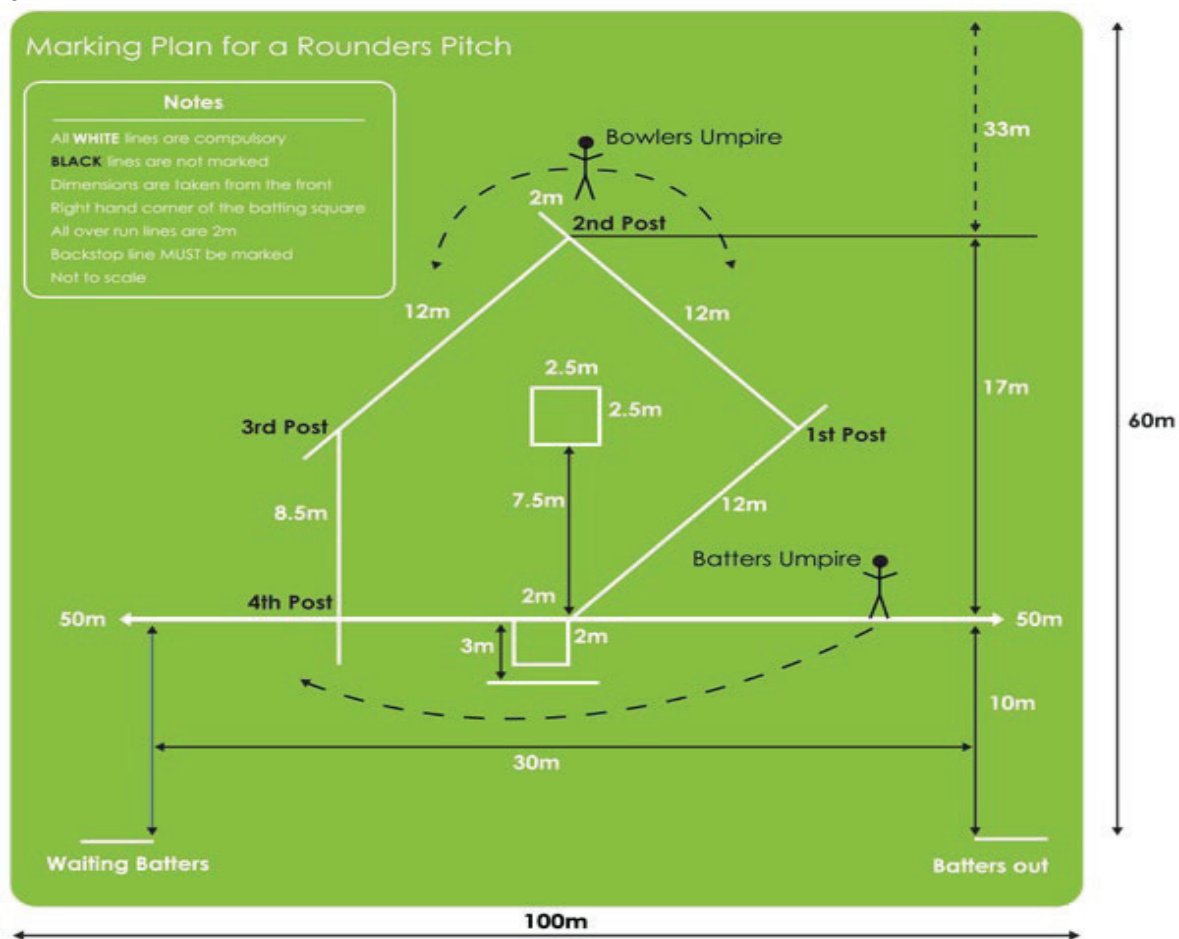 Marking Plan for a Rounders Pitch
Notes
All WHITE lines are compulsory
BLACK lines are not marked
Dimensions are taken from the front
Right hand corner of the batting square
All over run lines are 2m
Backstop line MUST be marked
Not to scale
Bowlers Umpire
33m
2m
2nd Post
12m
12m
2.5m
2.5m
17m
60m
3rd Post
1st Post
8.5m
7.5m
12m
Batters Umpire
4th Post
2m
50m
50m
2m
3m
10m
30m
Waiting Batters
Batters out
100m